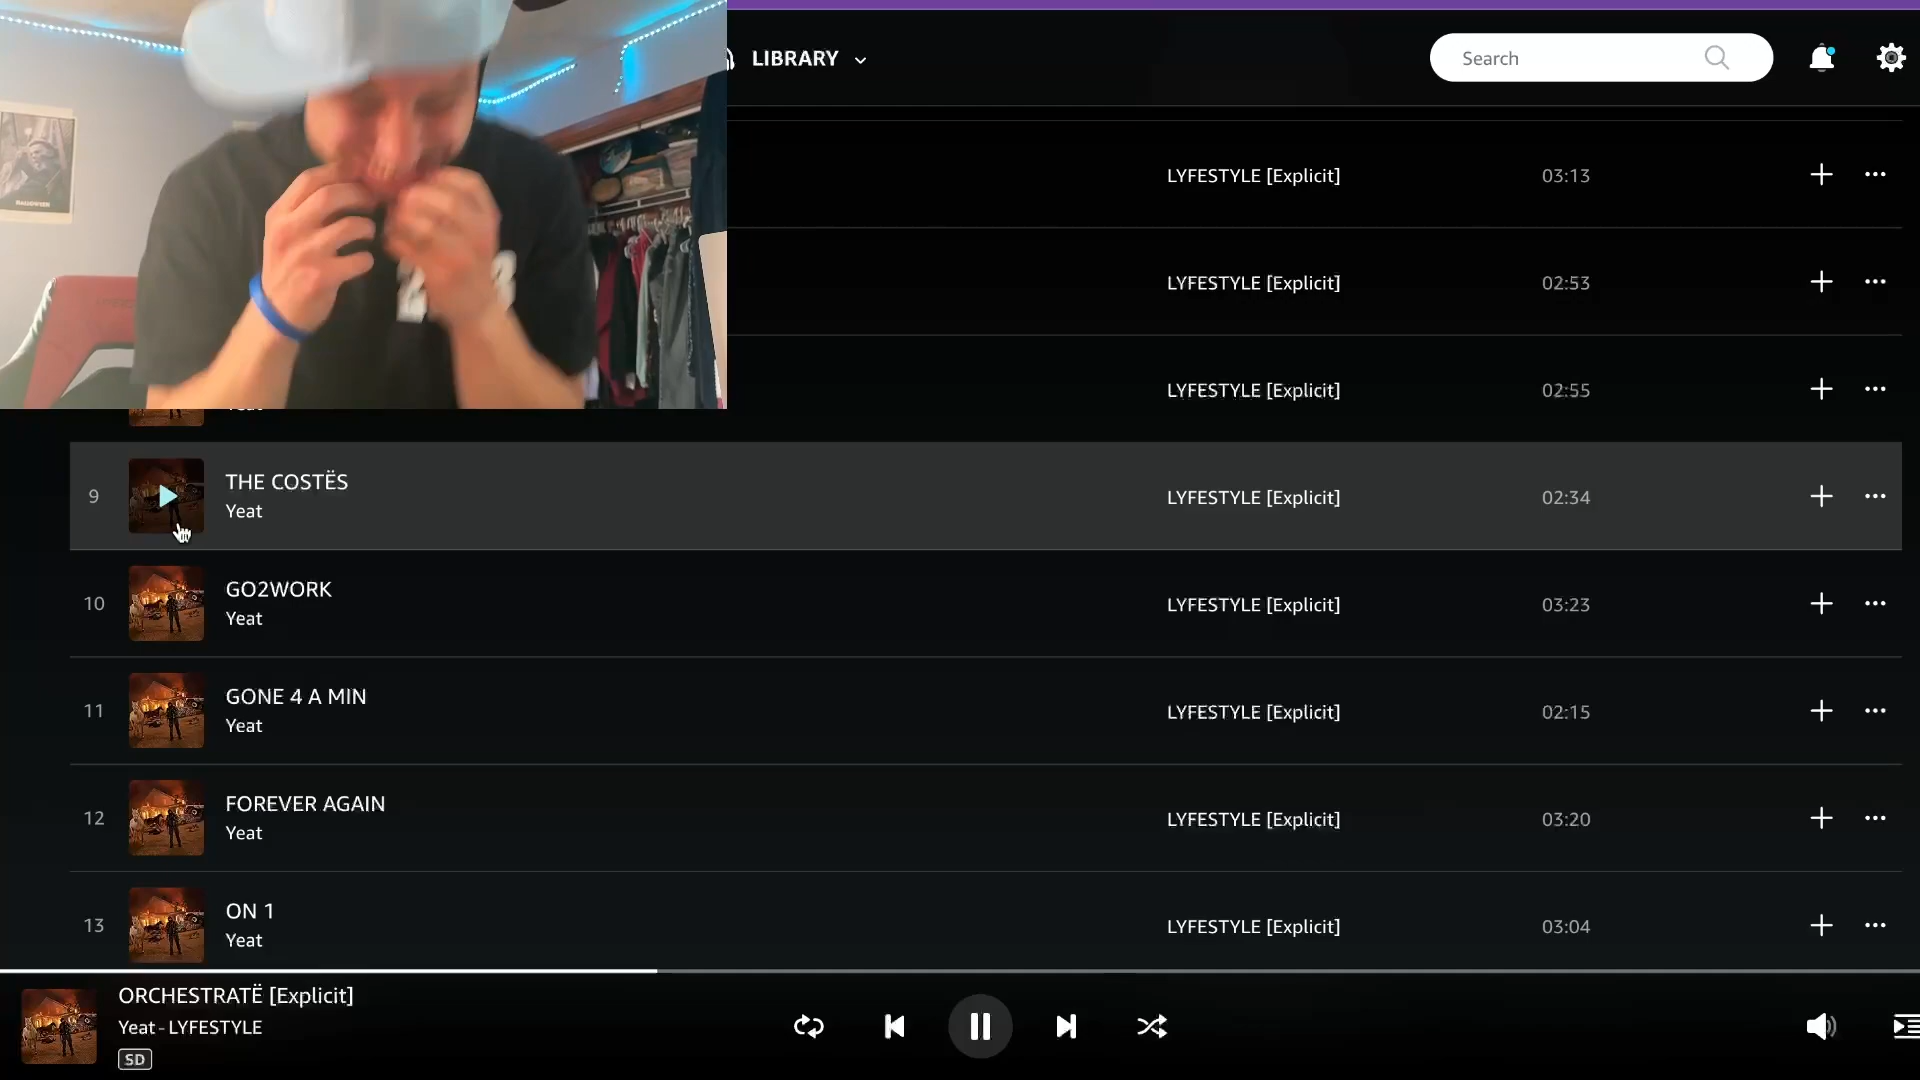 LIBRARY
Search
LYFESTYLE [Explicit]
03:13
LYFESTYLE [Explicit]
02:53
LYFESTYLE [Explicit]
02:55
9
THE COSTËS
Yeat
LYFESTYLE [Explicit]
02:34
10
GO2WORK
Yeat
LYFESTYLE [Explicit]
03:23
11
GONE 4 A MIN
Yeat
LYFESTYLE [Explicit]
02:15
12
FOREVER AGAIN
Yeat
LYFESTYLE [Explicit]
03:20
13
ON 1
Yeat
LYFESTYLE [Explicit]
03:04
ORCHESTRATË [Explicit]
Yeat - LYFESTYLE
SD